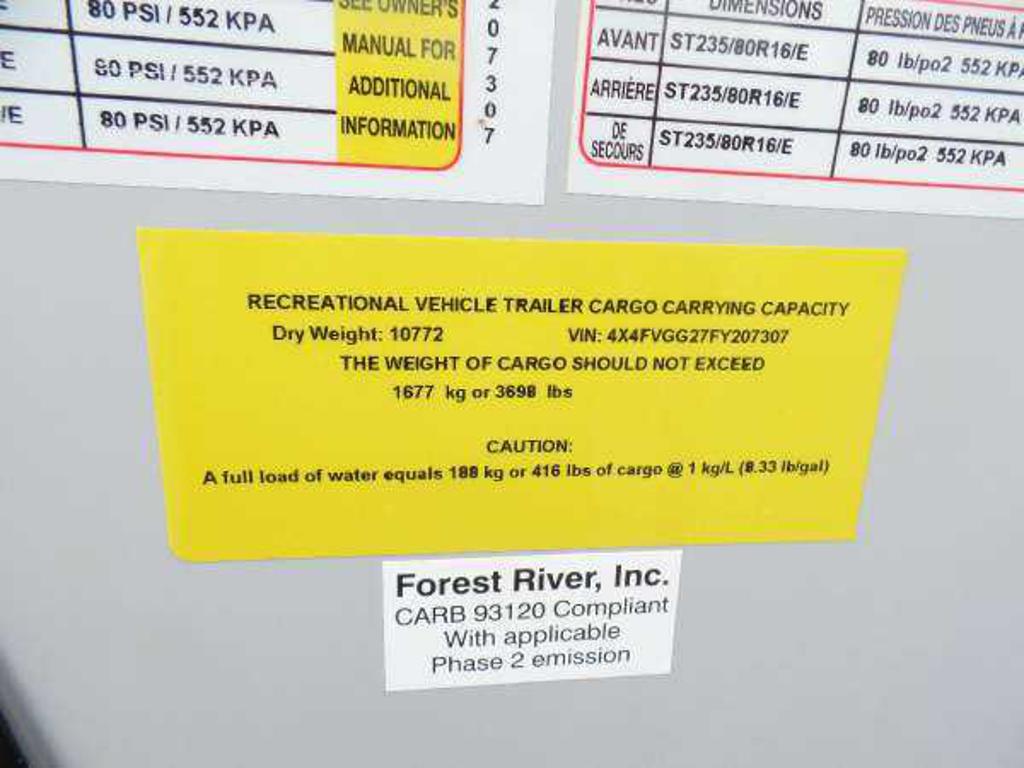 80 PSI / 552 KPA
E 80 PSI / 552 KPA
/E 80 PSI / 552 KPA
SEE OWNER'S
MANUAL FOR
ADDITIONAL
INFORMATION
2
0
7
3
0
7
DIMENSIONS PRESSION DES PNEUS À
AVANT ST235/80R16/E 80 lb/po2 552 KPA
ARRIÈRE ST235/80R16/E 80 lb/po2 552 KPA
DE
SECOURS ST235/80R16/E 80 lb/po2 552 KPA
RECREATIONAL VEHICLE TRAILER CARGO CARRYING CAPACITY
Dry Weight: 10772 VIN: 4X4FVGG27FY207307
THE WEIGHT OF CARGO SHOULD NOT EXCEED
1677 kg or 3698 lbs
CAUTION:
A full load of water equals 188 kg or 416 lbs of cargo @ 1 kg/L (8.33 lb/gal)
Forest River, Inc.
CARB 93120 Compliant
With applicable
Phase 2 emission